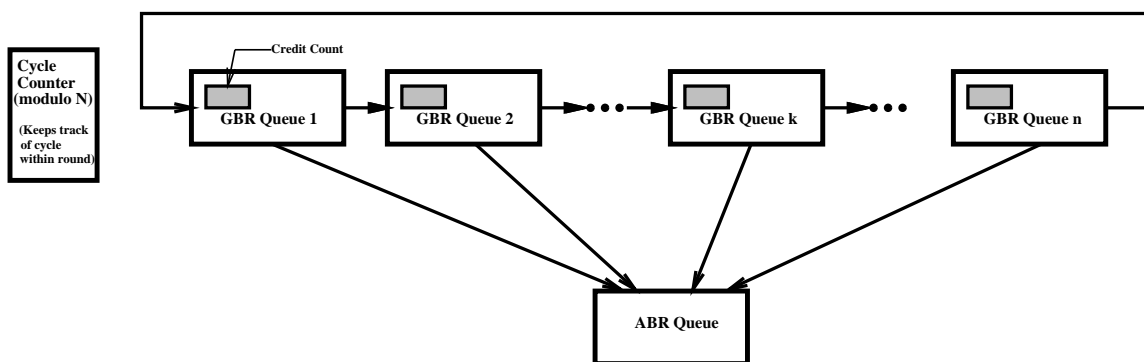 Credit Count
Cycle
Counter
(modulo N)
(Keeps track
of cycle
within round)
GBR Queue 1
GBR Queue 2
GBR Queue k
GBR Queue n
ABR Queue